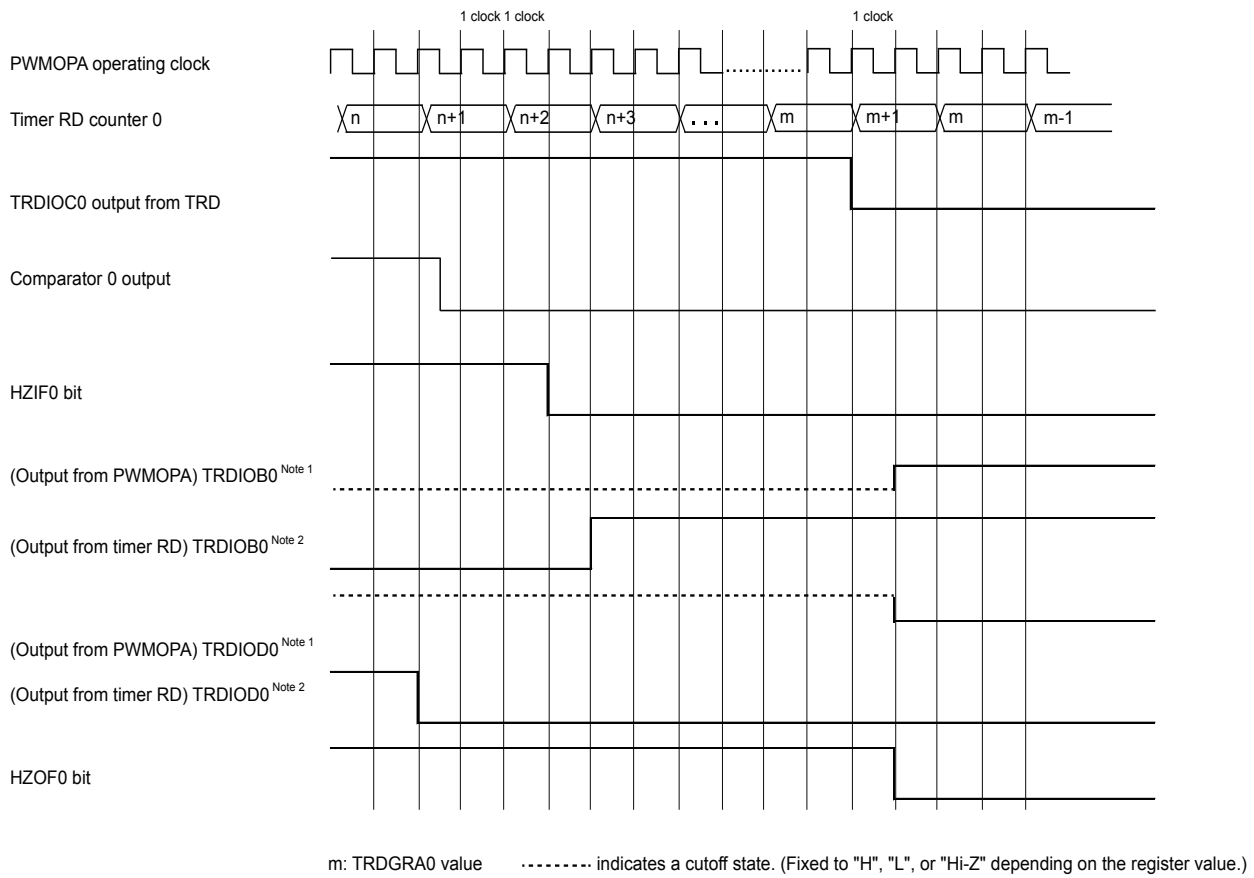 1 clock 1 clock 1 clock
PWMOPA operating clock
Timer RD counter 0 n n+1 n+2 n+3 ... m m+1 m m-1
TRDIOC0 output from TRD
Comparator 0 output
HZIF0 bit
(Output from PWMOPA) TRDIOB0 Note 1
(Output from timer RD) TRDIOB0 Note 2
(Output from PWMOPA) TRDIOD0 Note 1
(Output from timer RD) TRDIOD0 Note 2
HZOF0 bit
m: TRDGRA0 value indicates a cutoff state. (Fixed to "H", "L", or "Hi-Z" depending on the register value.)